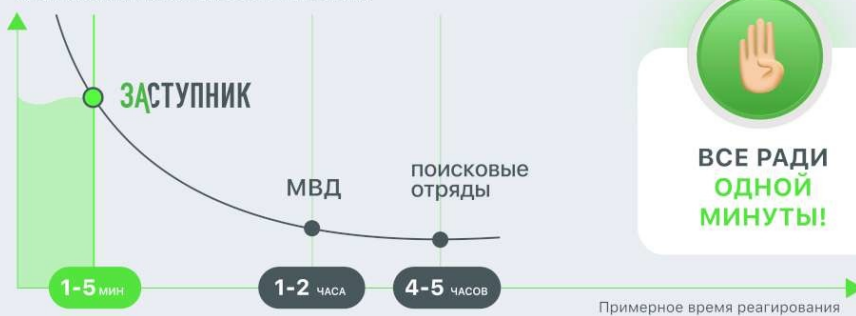 ЗАСТУПНИК
МВД
поисковые
отряды
ВСЕ РАДИ
ОДНОЙ
МИНУТЫ!
1-5 мин
1-2 часа
4-5 часов
Примерное время реагирования